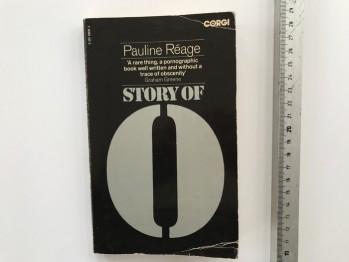 CORGI
Pauline Réage
'A rare thing, a pornographic
book well written and without a
trace of obscenity'
Graham Greene
STORY OF
O